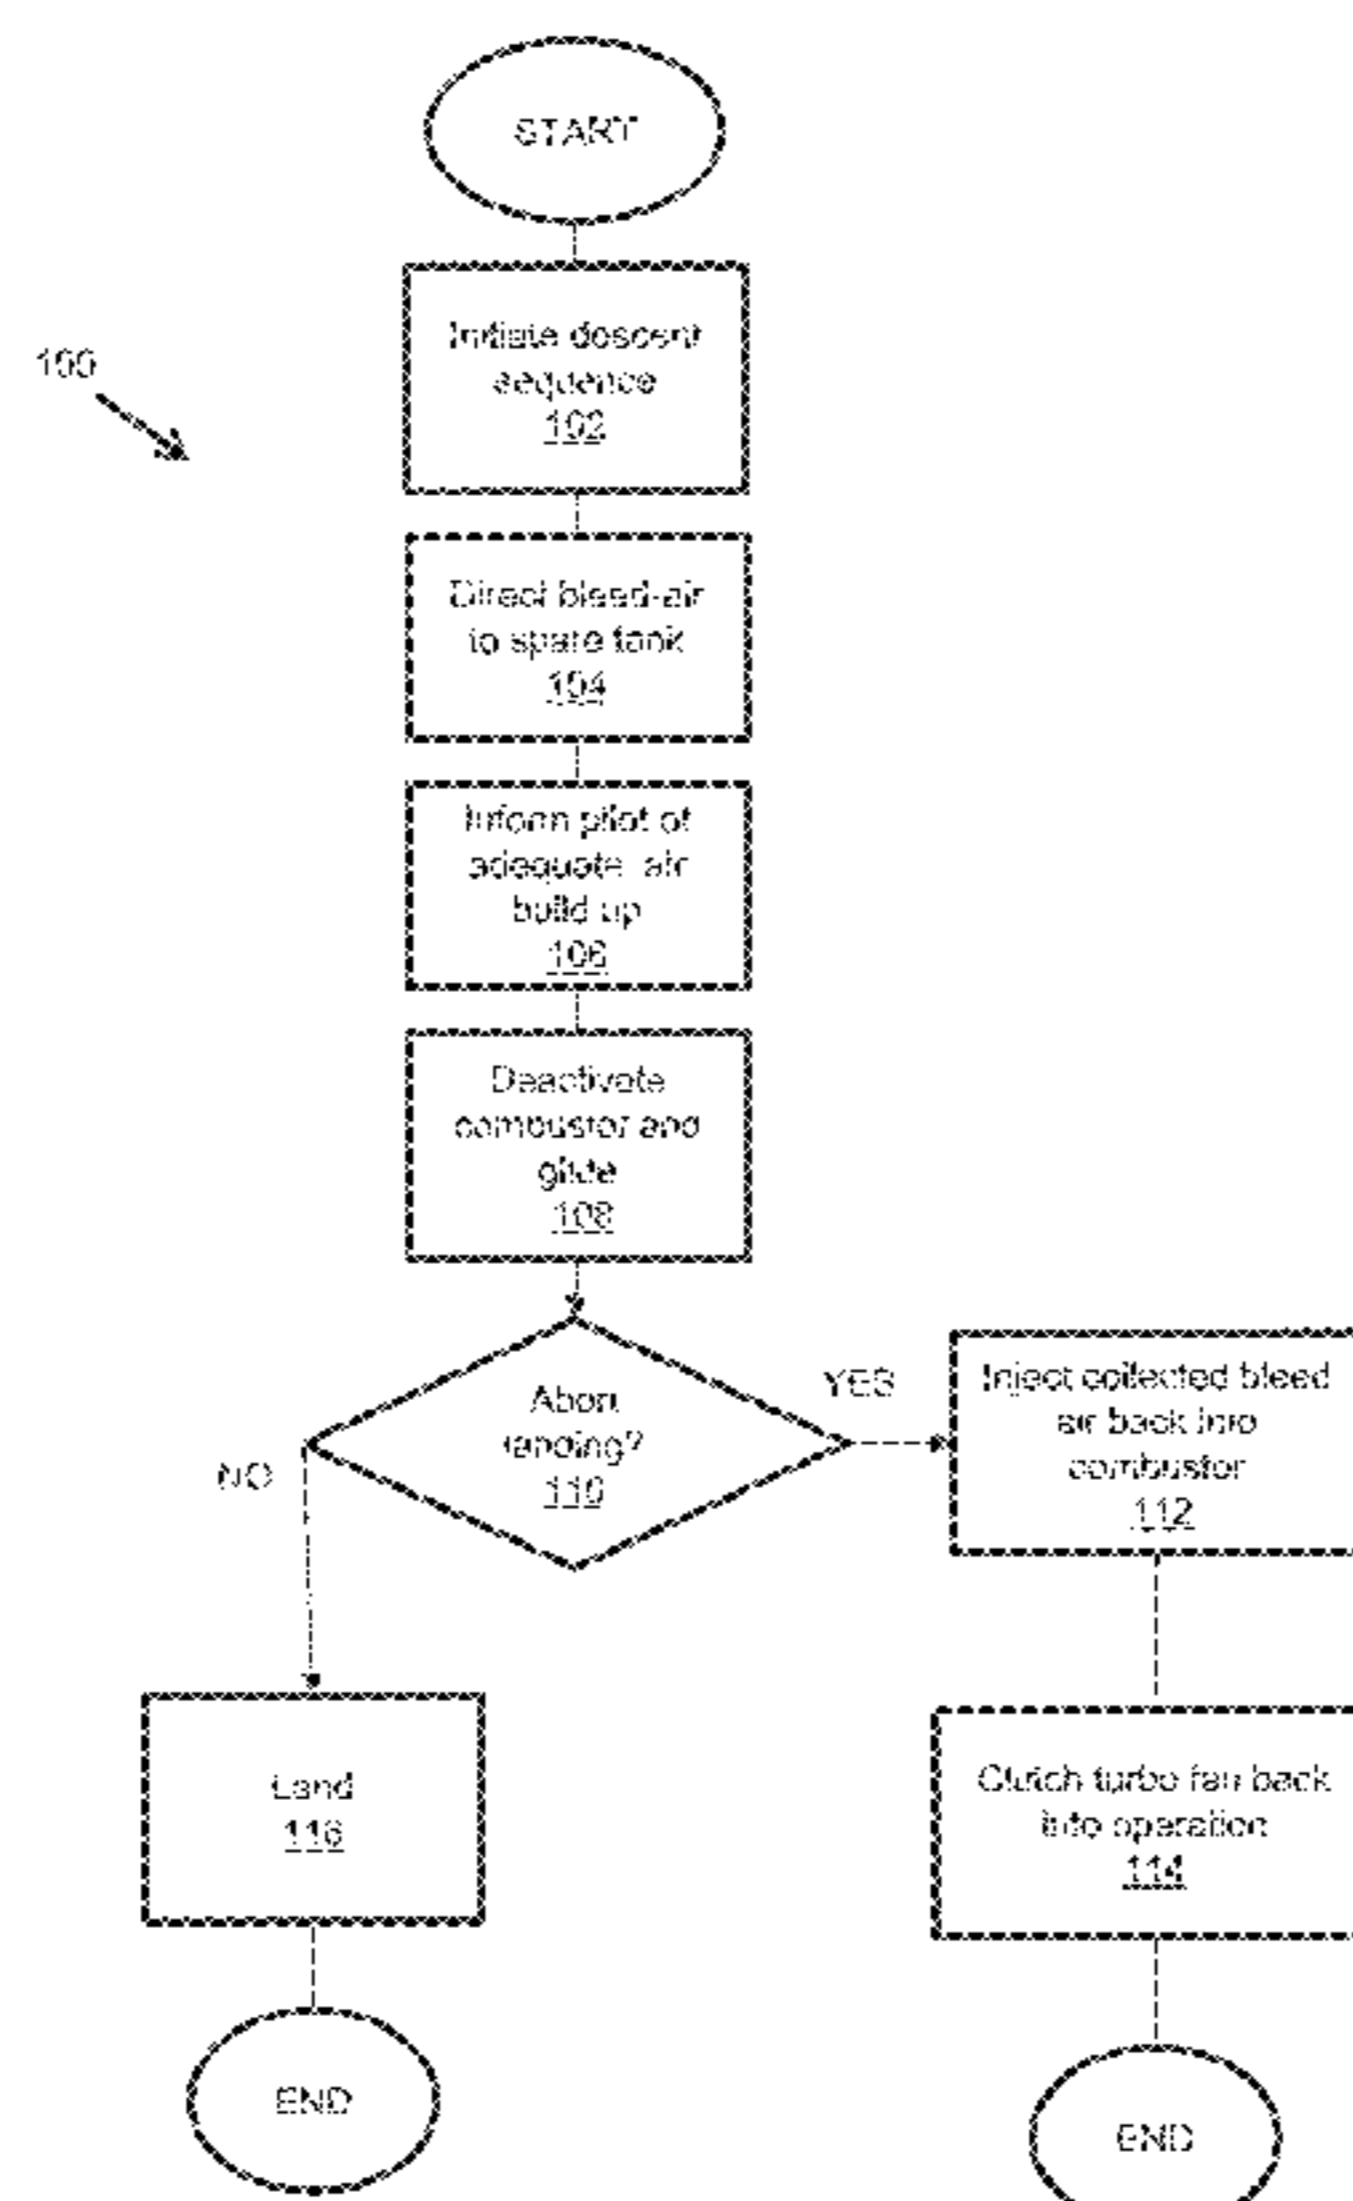 START
100
Initiate descent
sequence
102
Direct bleed-air
to spare tank
104
Inform pilot of
adequate air
build up
106
Deactivate
combustor and
glide
108
Abort
landing?
110
YES
NO
Inject collected bleed
air back into
combustor
112
Land
116
Clutch turbo fan back
into operation
114
END
END